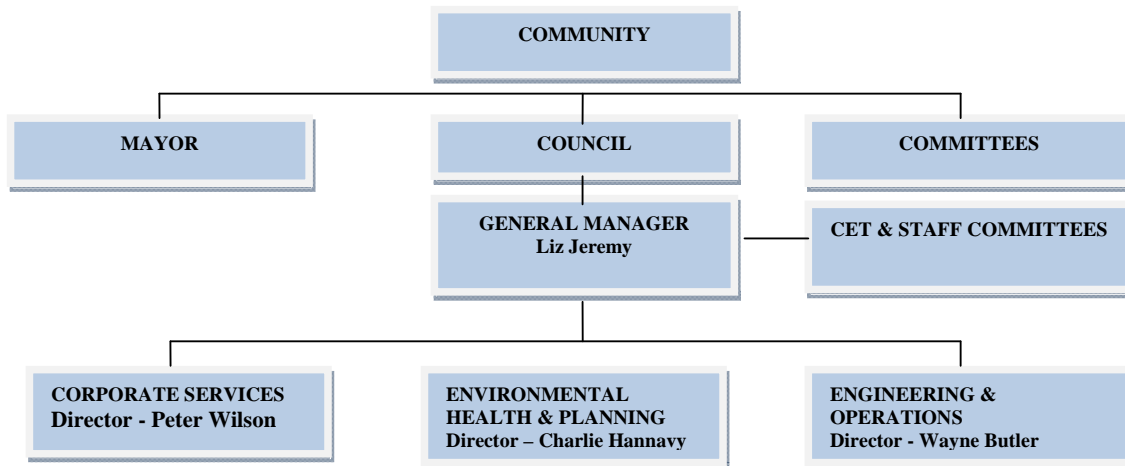 COMMUNITY
MAYOR
COUNCIL
COMMITTEES
GENERAL MANAGER
Liz Jeremy
CET & STAFF COMMITTEES
CORPORATE SERVICES
Director - Peter Wilson
ENVIRONMENTAL
HEALTH & PLANNING
Director – Charlie Hannavy
ENGINEERING &
OPERATIONS
Director - Wayne Butler